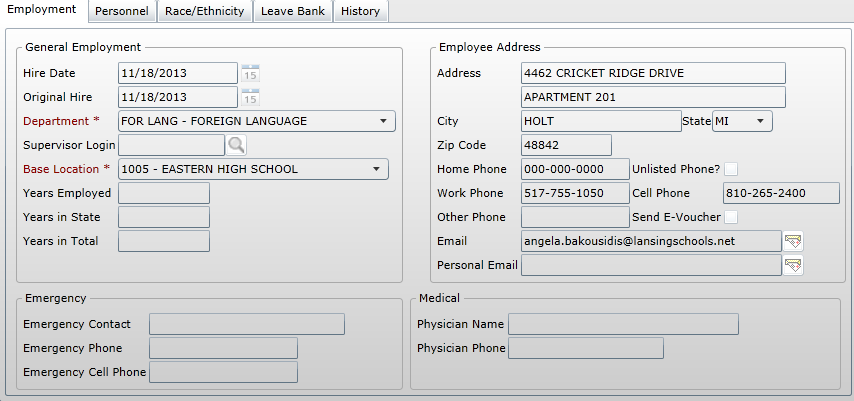 Employment Personnel Race/Ethnicity Leave Bank History
General Employment
Hire Date 11/18/2013 15
Original Hire 11/18/2013 15
Department * FOR LANG - FOREIGN LANGUAGE
Supervisor Login
Base Location * 1005 - EASTERN HIGH SCHOOL
Years Employed
Years in State
Years in Total
Employee Address
Address 4462 CRICKET RIDGE DRIVE
APARTMENT 201
City HOLT State MI
Zip Code 48842
Home Phone 000-000-0000 Unlisted Phone?
Work Phone 517-755-1050 Cell Phone 810-265-2400
Other Phone Send E-Voucher
Email angela.bakousidis@lansingschools.net
Personal Email
Emergency
Emergency Contact
Emergency Phone
Emergency Cell Phone
Medical
Physician Name
Physician Phone